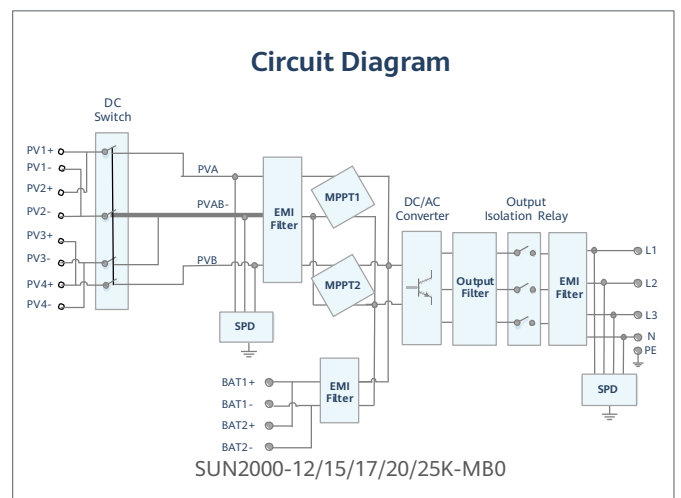 Circuit Diagram
DC
Switch
PV1+
PV1-
PV2+
PV2-
PV3+
PV3-
PV4+
PV4-
PVA
PVAB-
PVB
EMI
Filter
MPPT1
MPPT2
SPD
DC/AC
Converter
Output
Filter
Output
Isolation Relay
EMI
Filter
L1
L2
L3
N
PE
SPD
BAT1+
BAT1-
BAT2+
BAT2-
EMI
Filter
SUN2000-12/15/17/20/25K-MB0